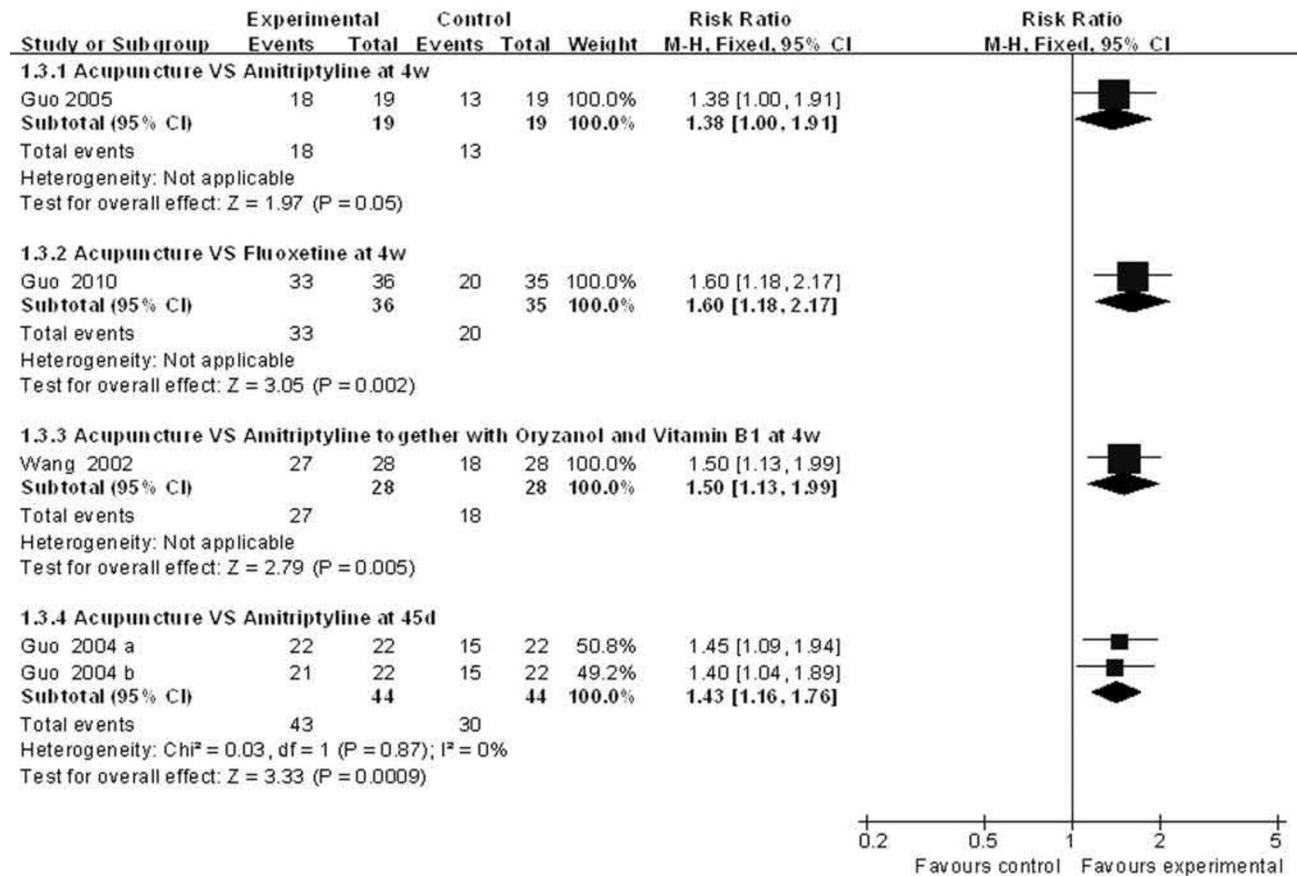 Experimental Control Risk Ratio Risk Ratio
Study or Subgroup Events Total Events Total Weight M-H, Fixed, 95% CI M-H, Fixed, 95% CI
1.3.1 Acupuncture VS Amitriptyline at 4w
Guo 2005 18 19 13 19 100.0% 1.38 [1.00, 1.91]
Subtotal (95% CI) 19 19 100.0% 1.38 [1.00, 1.91]
Total events 18 13
Heterogeneity: Not applicable
Test for overall effect: Z = 1.97 (P = 0.05)
1.3.2 Acupuncture VS Fluoxetine at 4w
Guo 2010 33 36 20 35 100.0% 1.60 [1.18, 2.17]
Subtotal (95% CI) 36 35 100.0% 1.60 [1.18, 2.17]
Total events 33 20
Heterogeneity: Not applicable
Test for overall effect: Z = 3.05 (P = 0.002)
1.3.3 Acupuncture VS Amitriptyline together with Oryzanol and Vitamin B1 at 4w
Wang 2002 27 28 18 28 100.0% 1.50 [1.13, 1.99]
Subtotal (95% CI) 28 28 100.0% 1.50 [1.13, 1.99]
Total events 27 18
Heterogeneity: Not applicable
Test for overall effect: Z = 2.79 (P = 0.005)
1.3.4 Acupuncture VS Amitriptyline at 45d
Guo 2004 a 22 22 15 22 50.8% 1.45 [1.09, 1.94]
Guo 2004 b 21 22 15 22 49.2% 1.40 [1.04, 1.89]
Subtotal (95% CI) 44 44 100.0% 1.43 [1.16, 1.76]
Total events 43 30
Heterogeneity: Chi² = 0.03, df = 1 (P = 0.87); I² = 0%
Test for overall effect: Z = 3.33 (P = 0.0009)
0.2 0.5 1 2 5
Favours control Favours experimental